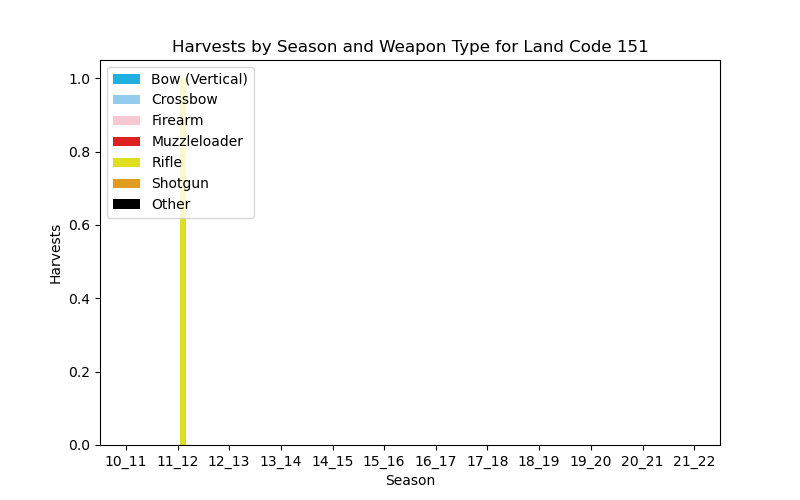 Harvests by Season and Weapon Type for Land Code 151
1.0
0.8
0.6
0.4
0.2
0.0
Harvests
Bow (Vertical)
Crossbow
Firearm
Muzzleloader
Rifle
Shotgun
Other
10_11 11_12 12_13 13_14 14_15 15_16 16_17 17_18 18_19 19_20 20_21 21_22
Season